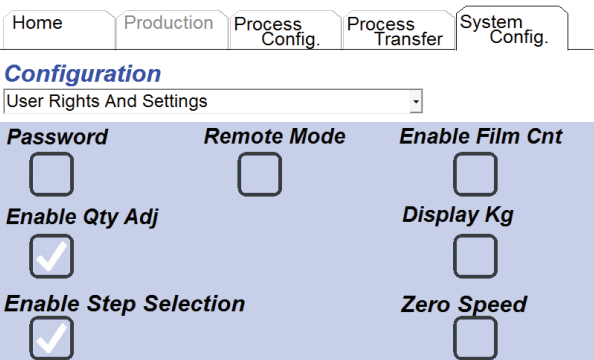 Home
Production
Process
Config.
Process
Transfer
System
Config.
Configuration
User Rights And Settings
Password
Remote Mode
Enable Film Cnt
Enable Qty Adj
Display Kg
Enable Step Selection
Zero Speed